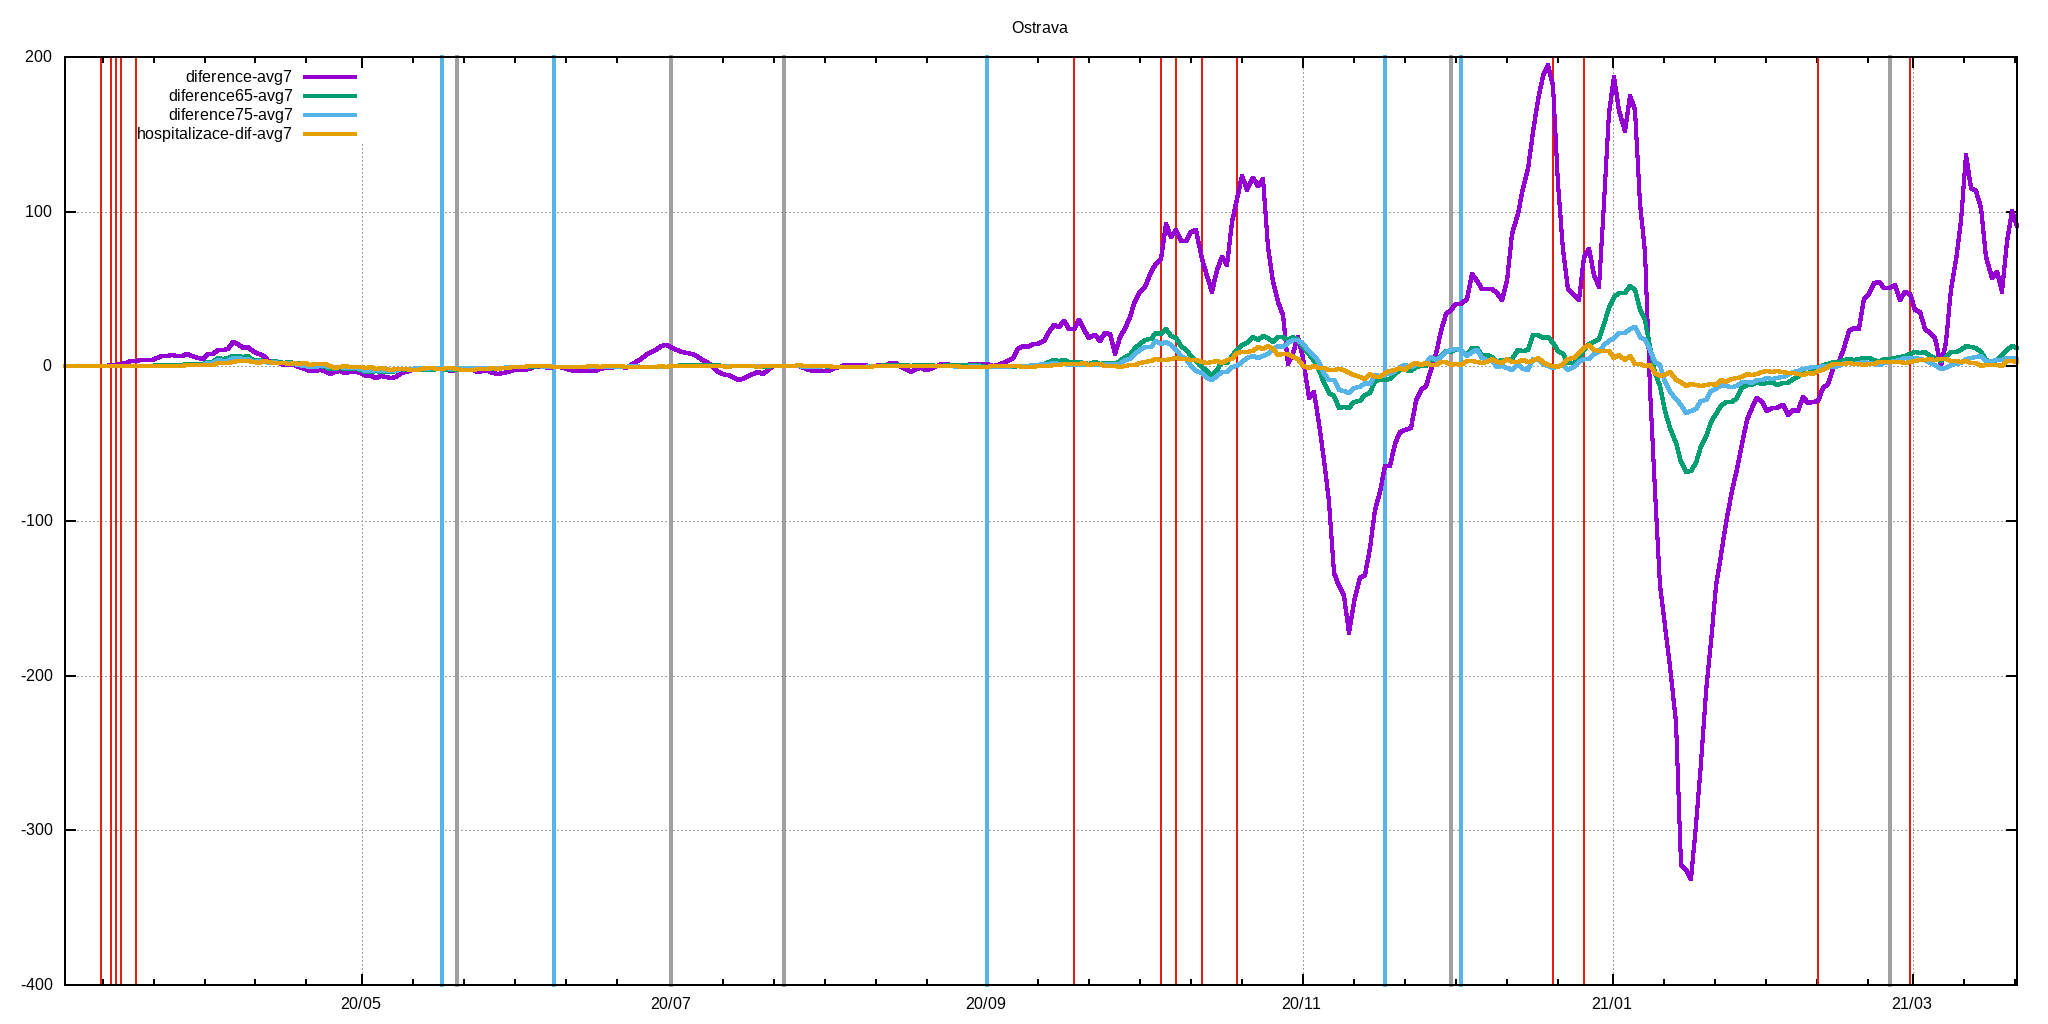 Ostrava
200
diference-avg7
diference65-avg7
diference75-avg7
hospitalizace-dif-avg7
100
0
-100
-200
-300
-400
20/05 20/07 20/09 20/11 21/01 21/03